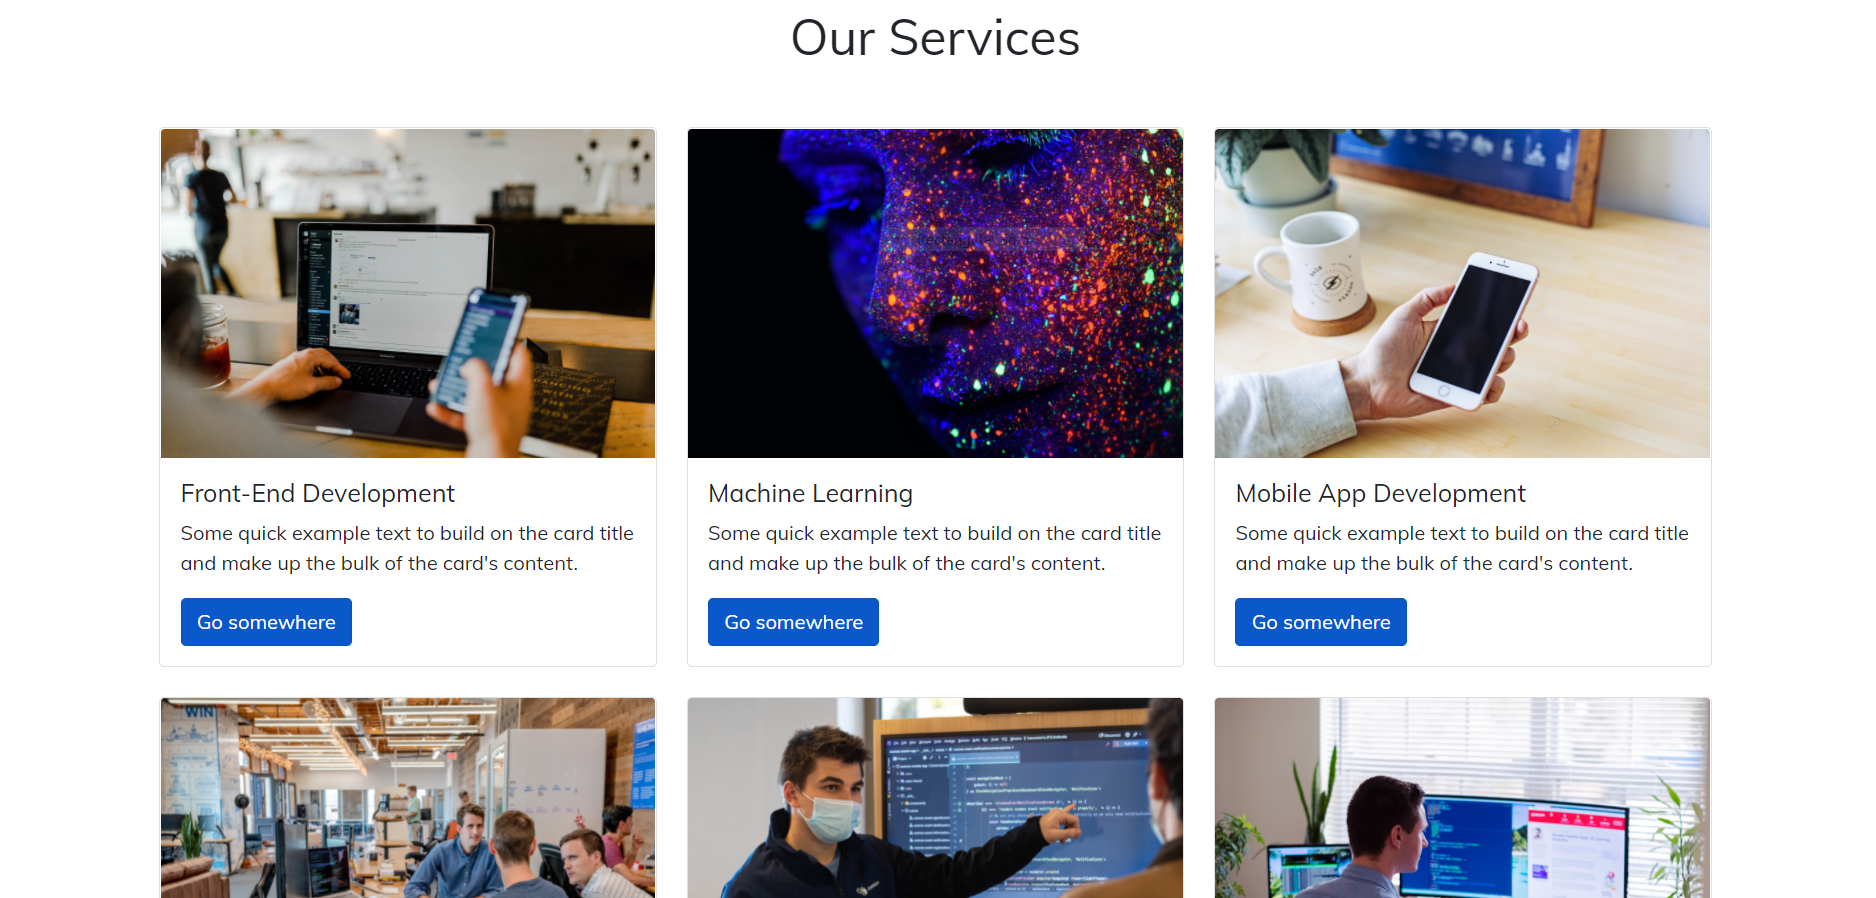 Our Services
Front-End Development
Some quick example text to build on the card title
and make up the bulk of the card's content.
Go somewhere
Machine Learning
Some quick example text to build on the card title
and make up the bulk of the card's content.
Go somewhere
Mobile App Development
Some quick example text to build on the card title
and make up the bulk of the card's content.
Go somewhere
WIN